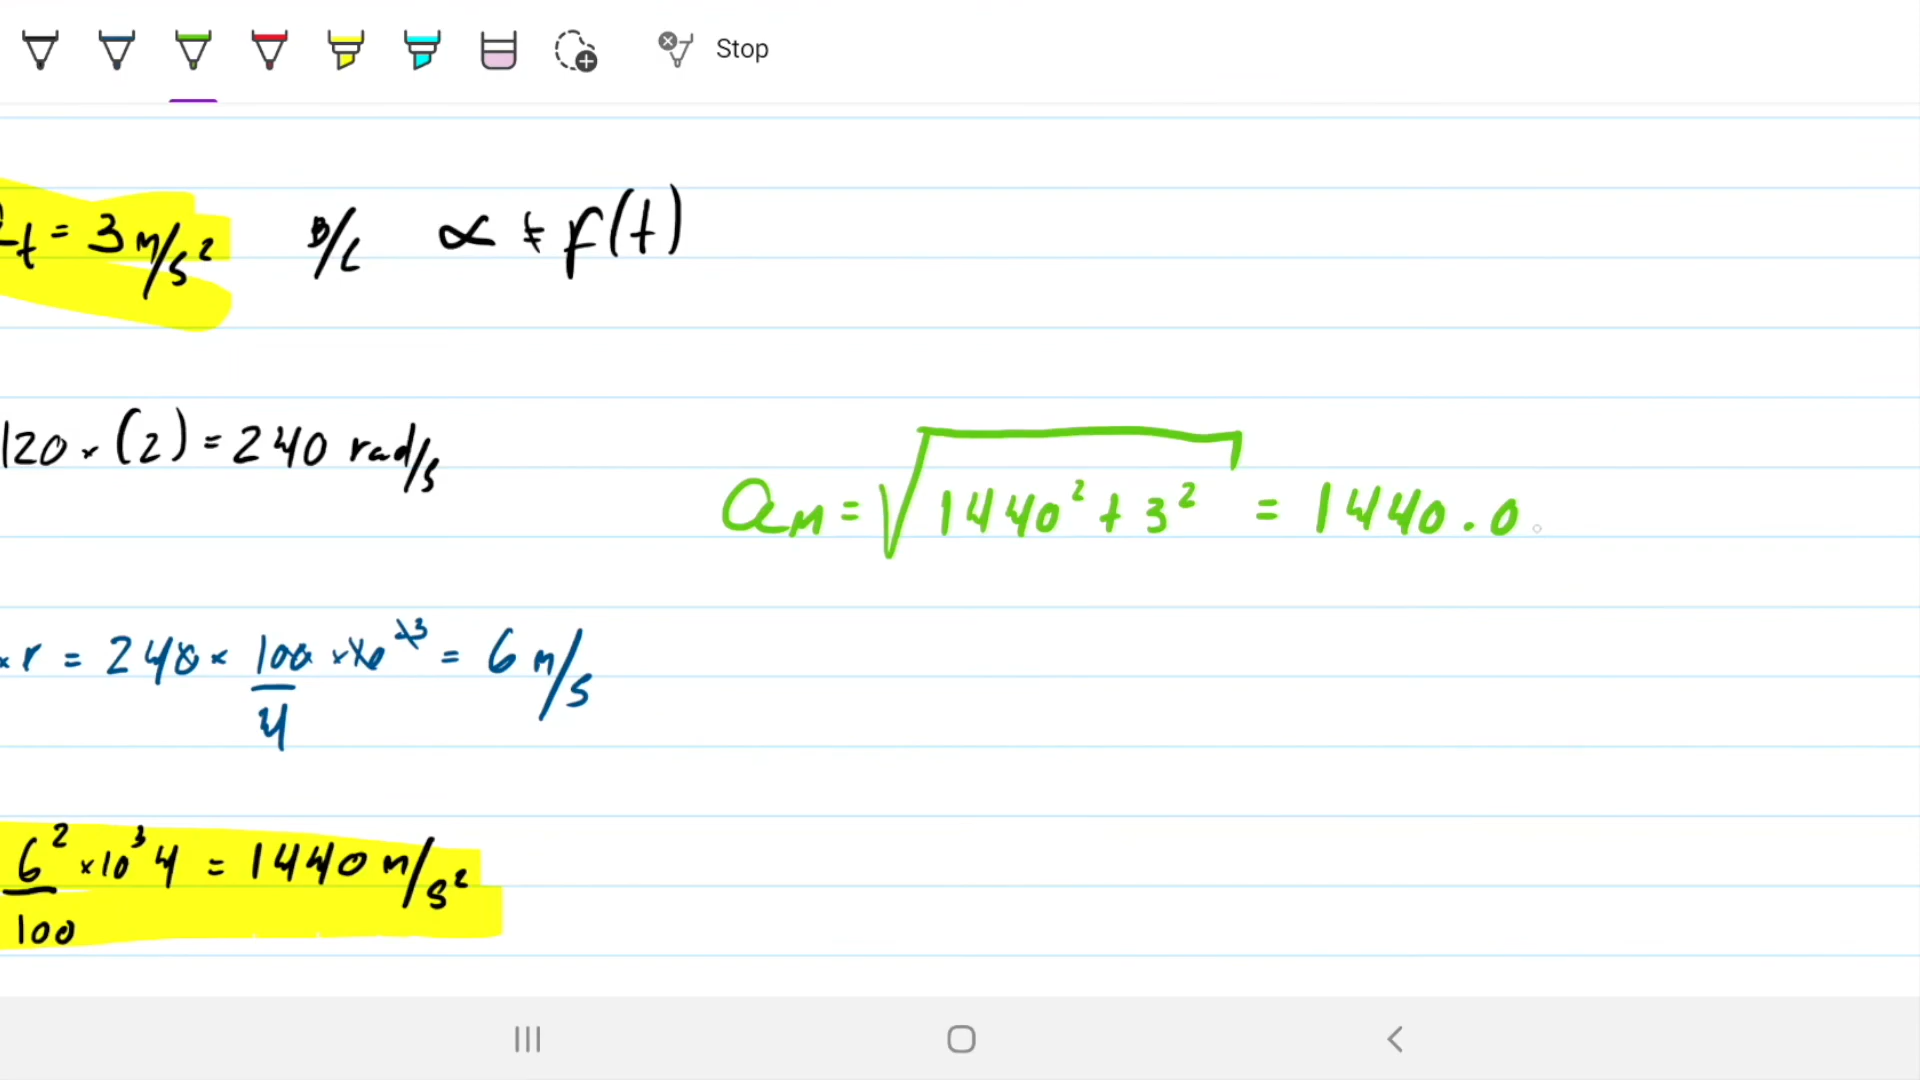 Stop
t = 3 m/s² B/C α ≠ f(t)
120 × (2) = 240 rad/s
a_M = √(1440² + 3²) = 1440.0
× r = 240 × 100/4 × 10⁻³ = 6 m/s
6²/100 × 10³ 4 = 1440 m/s²